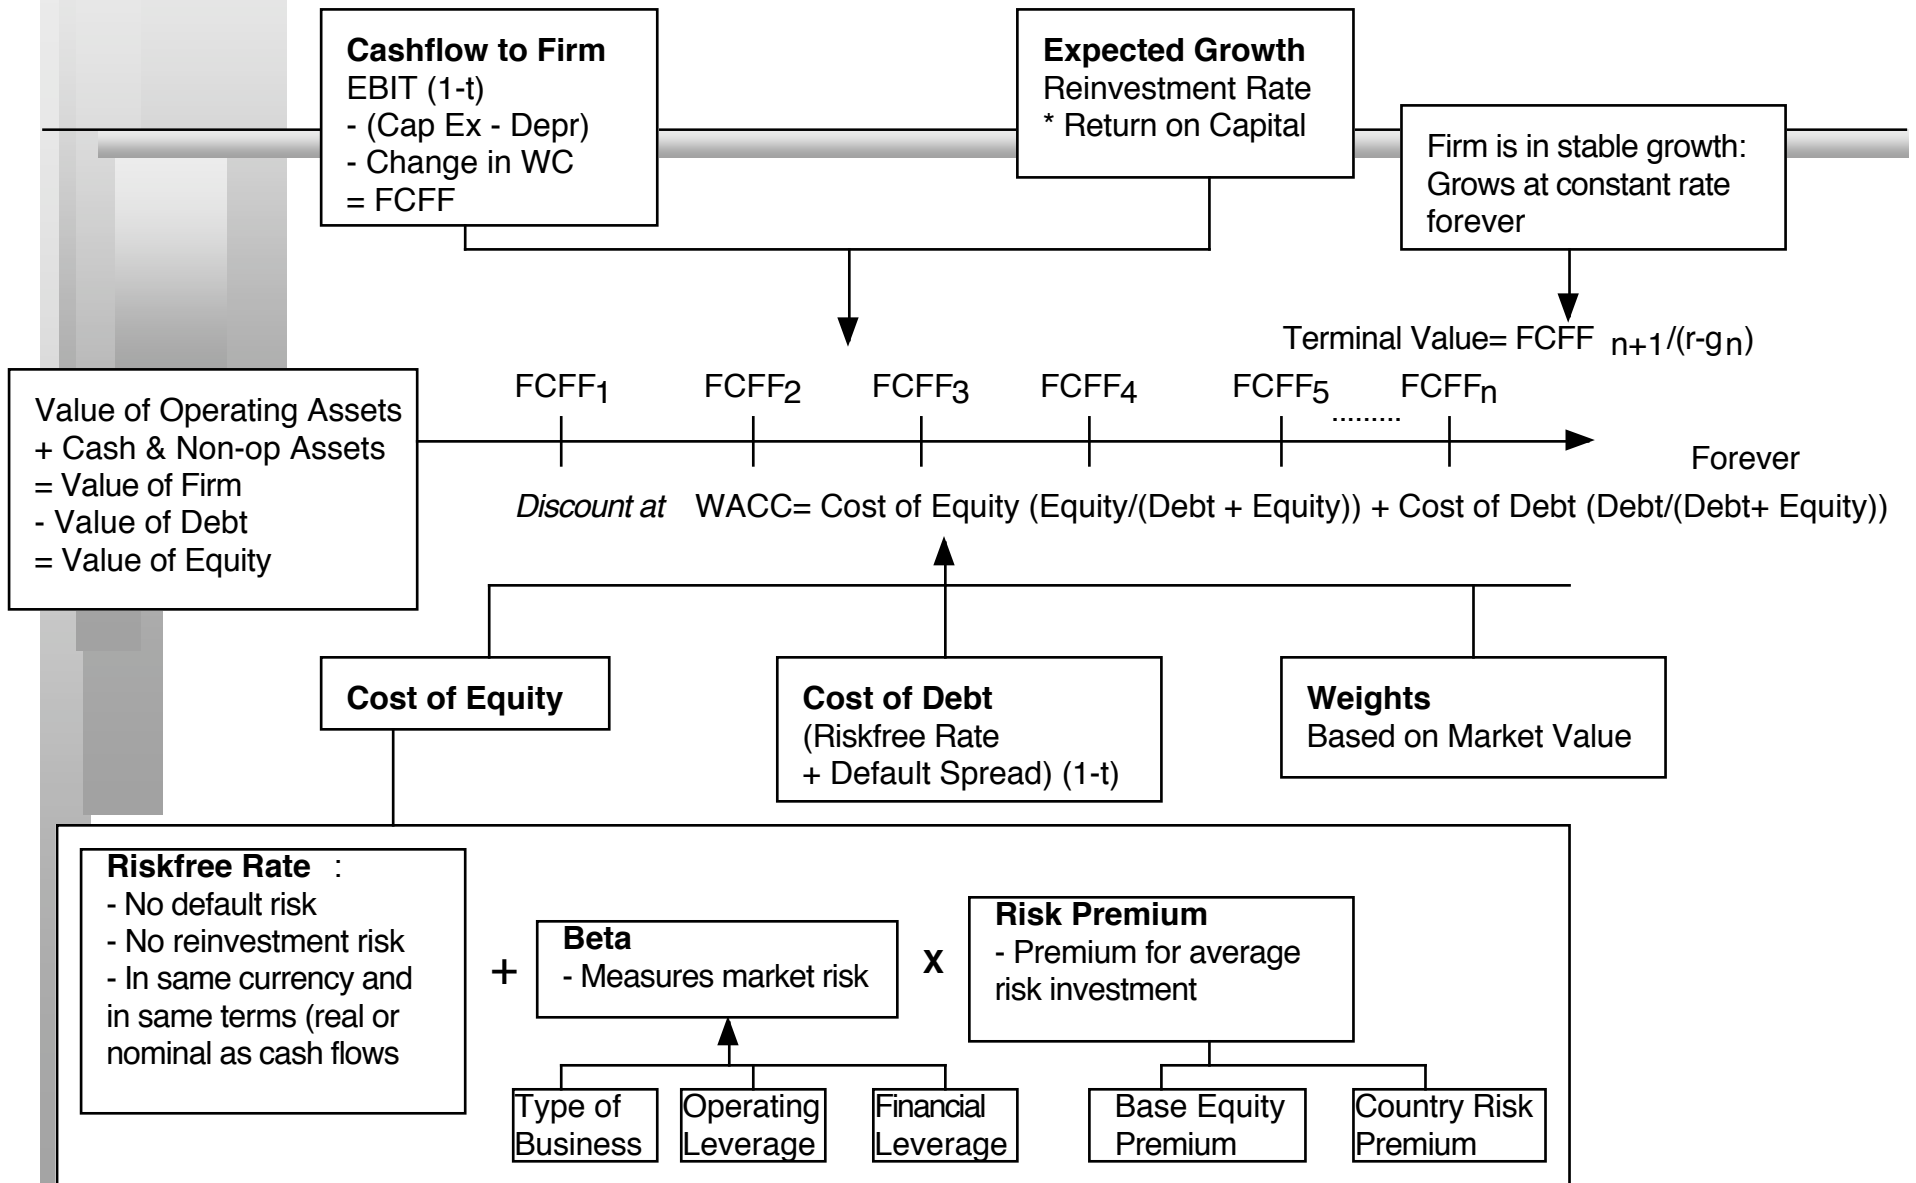 Cashflow to Firm
EBIT (1-t)
- (Cap Ex - Depr)
- Change in WC
= FCFF
Expected Growth
Reinvestment Rate
* Return on Capital
Firm is in stable growth:
Grows at constant rate
forever
Terminal Value= FCFF n+1/(r-gn)
FCFF1 FCFF2 FCFF3 FCFF4 FCFF5 ......... FCFFn
Forever
Value of Operating Assets
+ Cash & Non-op Assets
= Value of Firm
- Value of Debt
= Value of Equity
Discount at WACC= Cost of Equity (Equity/(Debt + Equity)) + Cost of Debt (Debt/(Debt+ Equity))
Cost of Equity
Cost of Debt
(Riskfree Rate
+ Default Spread) (1-t)
Weights
Based on Market Value
Riskfree Rate :
- No default risk
- No reinvestment risk
- In same currency and
in same terms (real or
nominal as cash flows
+
Beta
- Measures market risk
X
Risk Premium
- Premium for average
risk investment
Type of
Business
Operating
Leverage
Financial
Leverage
Base Equity
Premium
Country Risk
Premium